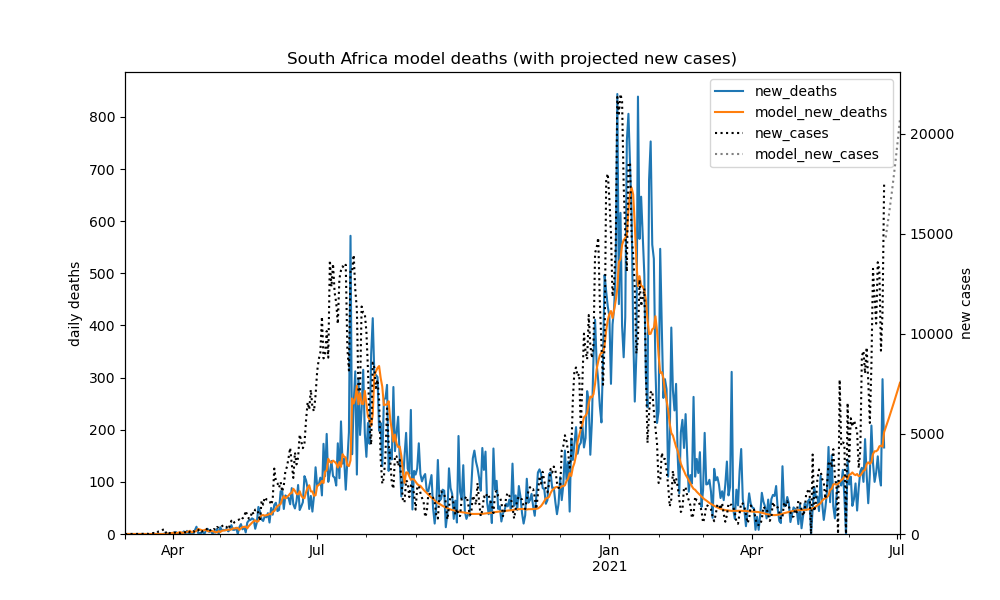 South Africa model deaths (with projected new cases)
new_deaths
model_new_deaths
new_cases
model_new_cases
daily deaths
800
700
600
500
400
300
200
100
0
new cases
20000
15000
10000
5000
0
Apr
Jul
Oct
Jan
2021
Apr
Jul